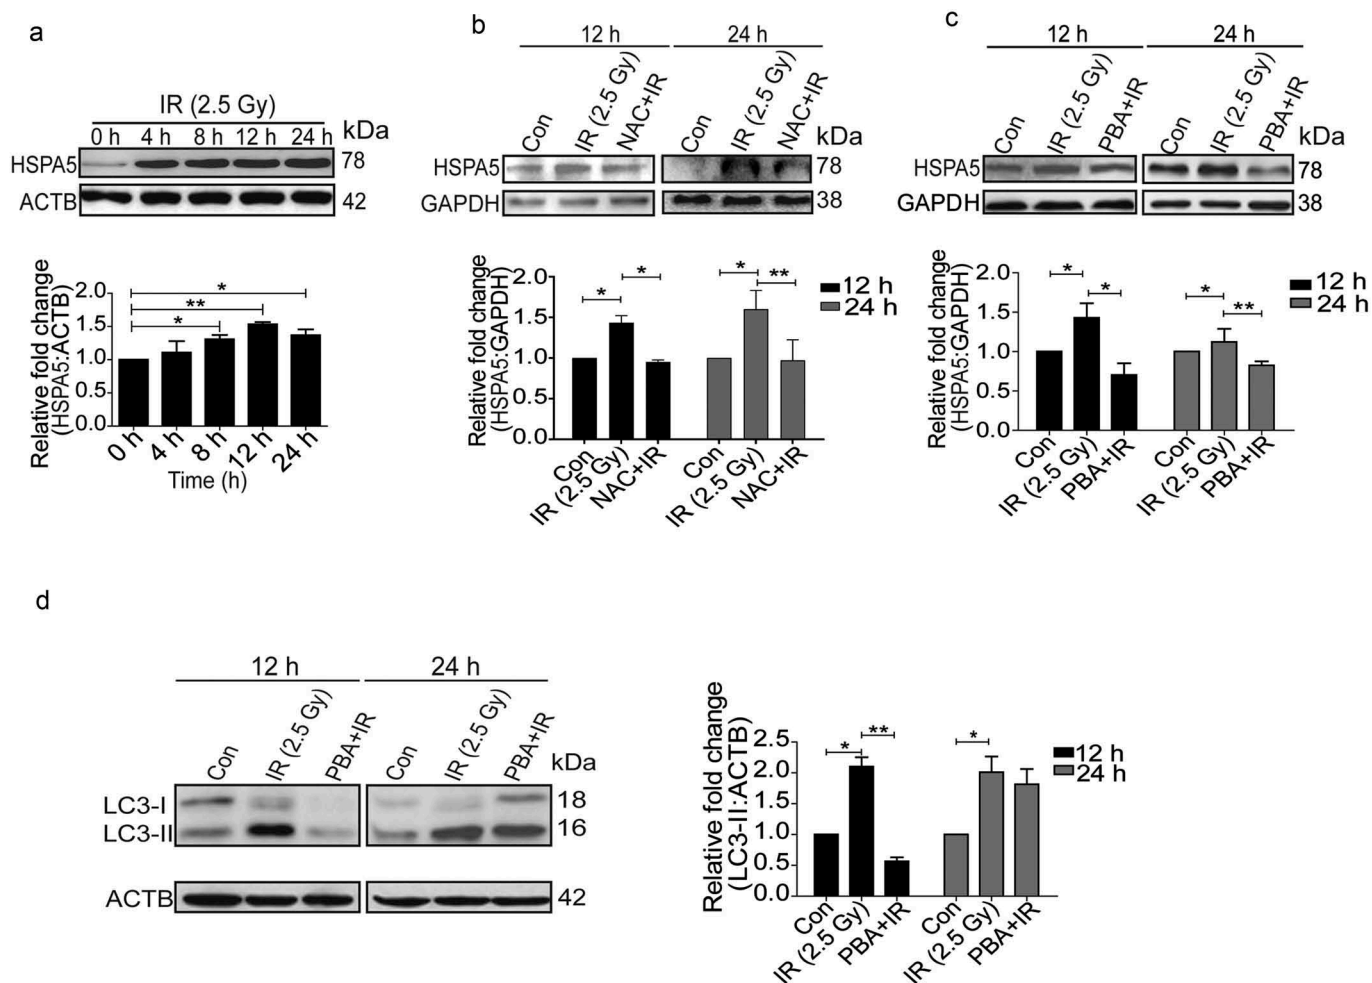 a
IR (2.5 Gy)
0 h 4 h 8 h 12 h 24 h kDa
HSPA5 78
ACTB 42
Relative fold change
(HSPA5:ACTB)
2.0
1.5
1.0
0.5
0.0
*
**
*
0 h 4 h 8 h 12 h 24 h
Time (h)
b
12 h 24 h
Con IR (2.5 Gy) NAC+IR Con IR (2.5 Gy) NAC+IR kDa
HSPA5 78
GAPDH 38
Relative fold change
(HSPA5:GAPDH)
2.0
1.5
1.0
0.5
0.0
* * * **
12 h
24 h
Con IR (2.5 Gy) NAC+IR Con IR (2.5 Gy) NAC+IR
c
12 h 24 h
Con IR (2.5 Gy) PBA+IR Con IR (2.5 Gy) PBA+IR kDa
HSPA5 78
GAPDH 38
Relative fold change
(HSPA5:GAPDH)
2.0
1.5
1.0
0.5
0.0
* * * **
12 h
24 h
Con IR (2.5 Gy) PBA+IR Con IR (2.5 Gy) PBA+IR
d
12 h 24 h
Con IR (2.5 Gy) PBA+IR Con IR (2.5 Gy) PBA+IR kDa
LC3-I 18
LC3-II 16
ACTB 42
Relative fold change
(LC3-II:ACTB)
2.5
2.0
1.5
1.0
0.5
0.0
* ** *
12 h
24 h
Con IR (2.5 Gy) PBA+IR Con IR (2.5 Gy) PBA+IR